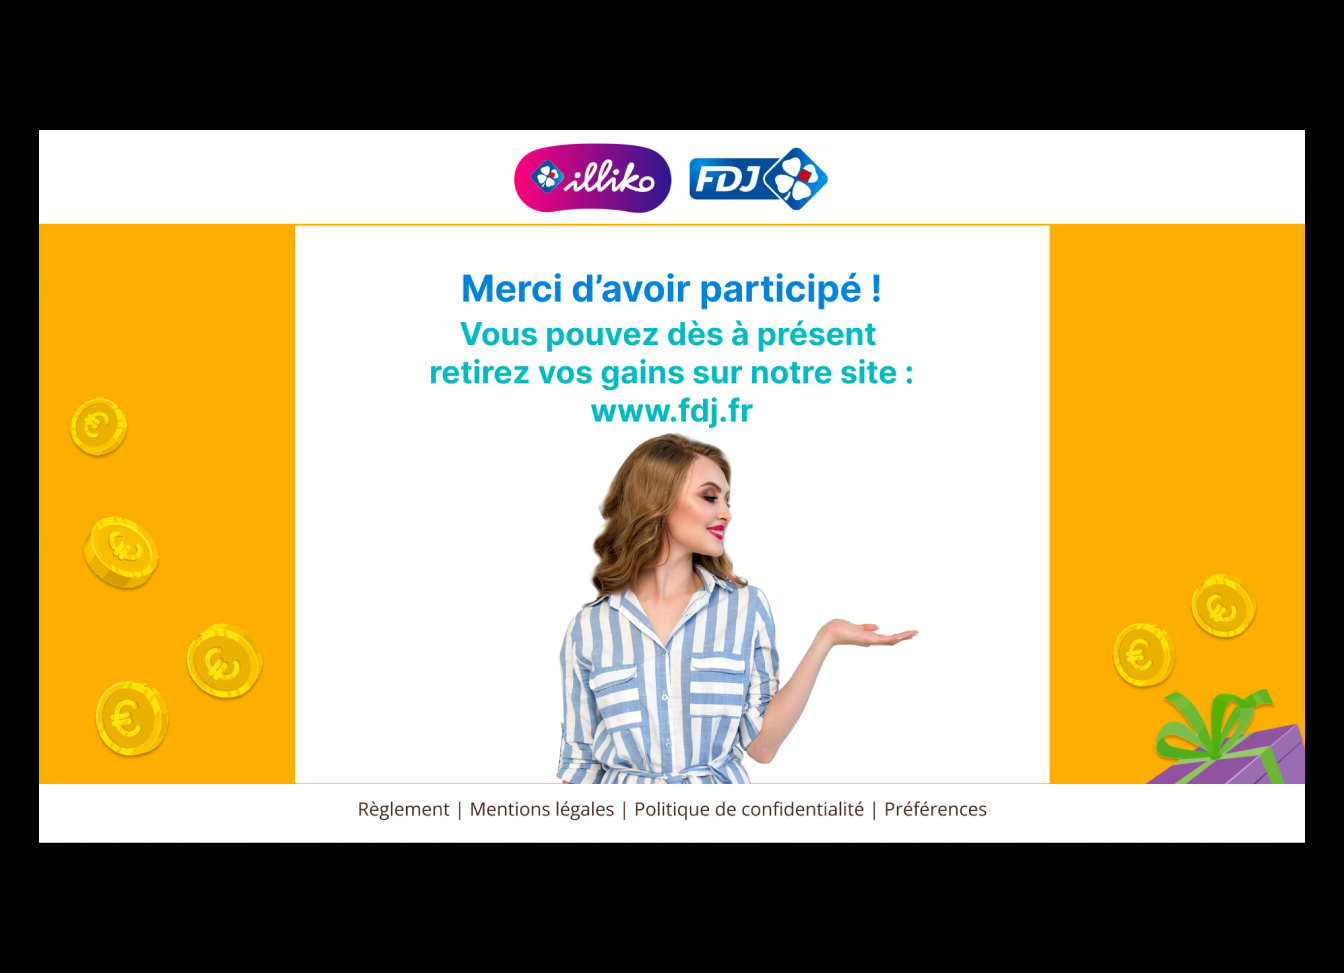 illiko FDJ
Merci d’avoir participé !
Vous pouvez dès à présent
retirez vos gains sur notre site :
www.fdj.fr
Règlement | Mentions légales | Politique de confidentialité | Préférences